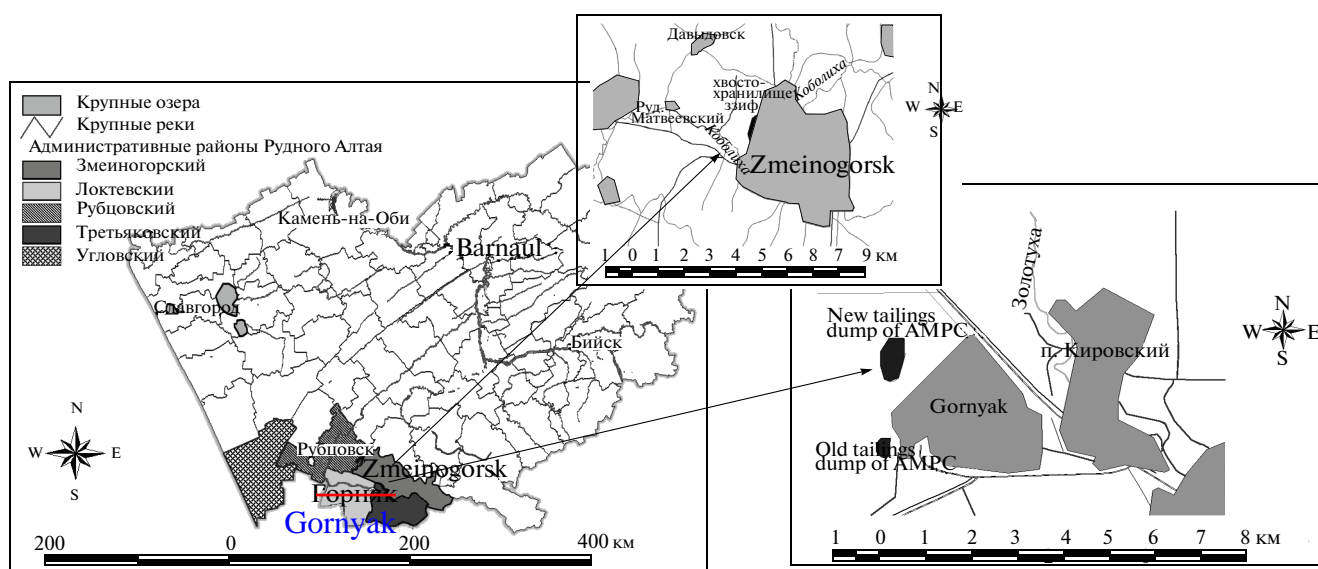 Крупные озера
Крупные реки
Административные районы Рудного Алтая
Змеиногорский
Локтевскии
Рубцовский
Третьяковский
Угловский
Камень-на-Оби
Barnaul
Славгород
Бийск
Рубцовск
Zmeinogorsk
Горняк
Gornyak
N
W E
S
200 0 200 400 км
Давыдовск
хвосто-
хранилище
ззиф
Коболиха
Руд.
Матвеевский
Коболиха
Zmeinogorsk
N
W E
S
1 0 1 2 3 4 5 6 7 9 км
New tailings
dump of AMPC
Золотуха
п. Кировский
Gornyak
Old tailings
dump of AMPC
N
W E
S
1 0 1 2 3 4 5 6 7 8 км